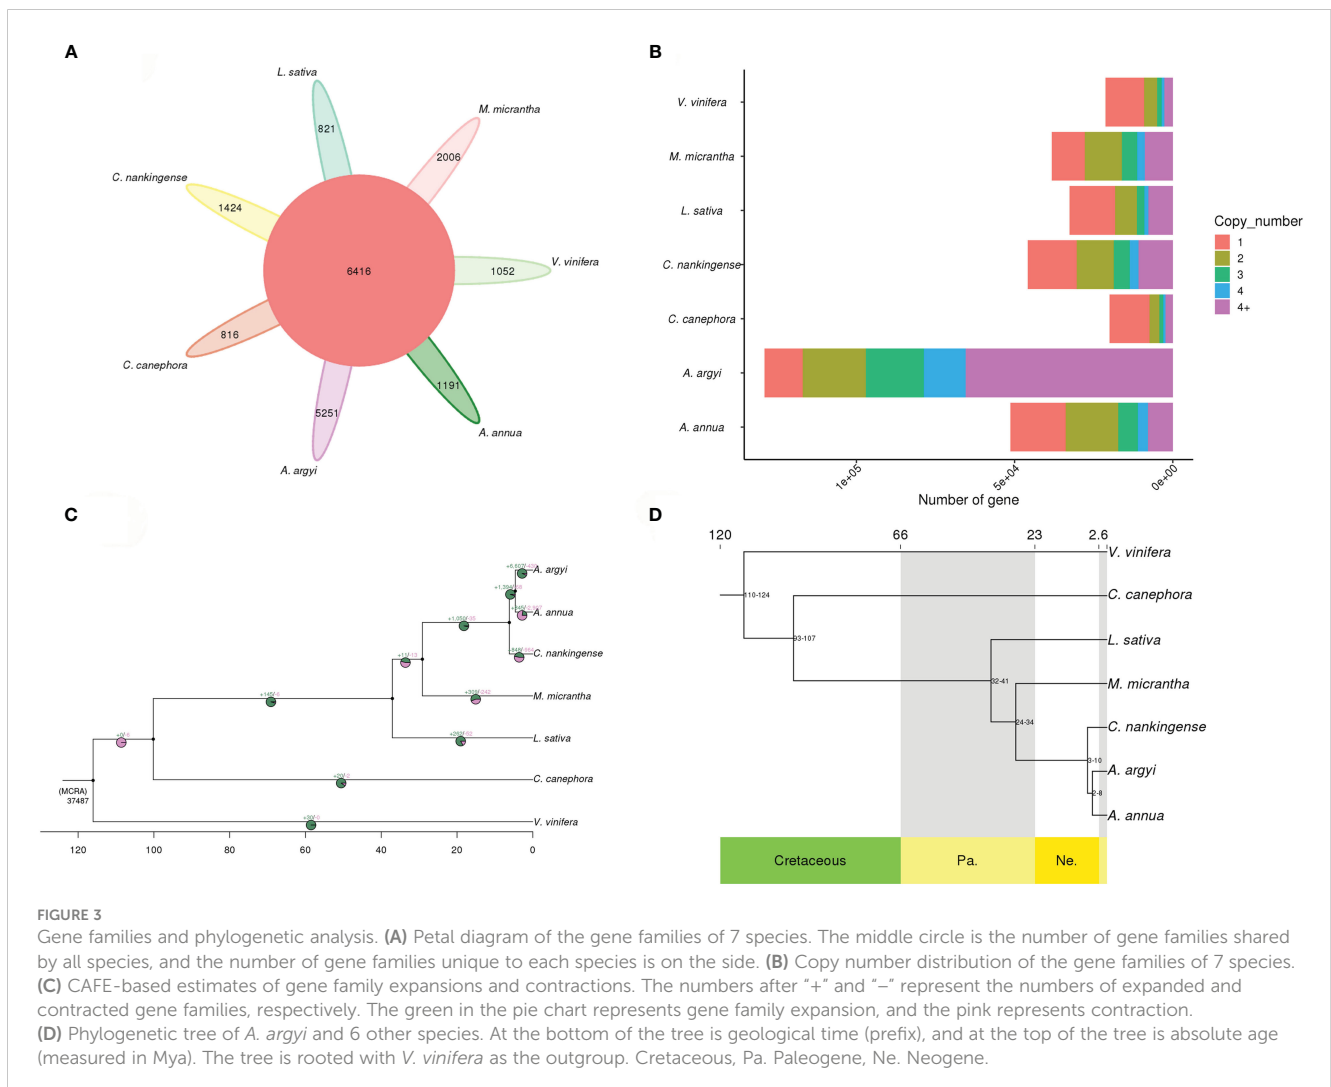 A
L. sativa
M. micrantha
821
2006
C. nankingense
1424
6416
V. vinifera
1052
816
C. canephora
1191
5251
A. annua
A. argyi
B
V. vinifera
M. micrantha
L. sativa
C. nankingense
C. canephora
A. argyi
A. annua
1e+05
5e+04
0e+00
Number of gene
Copy_number
1
2
3
4
4+
C
A. argyi
A. annua
C. nankingense
M. micrantha
L. sativa
C. canephora
V. vinifera
+1,050/-38
+11/-13
+145/-6
+0/-0
(MCRA)
37487
120
100
80
60
40
20
0
D
120
66
23
2.6
V. vinifera
110-124
C. canephora
93-107
L. sativa
32-41
M. micrantha
24-34
C. nankingense
3-10
A. argyi
2-8
A. annua
Cretaceous
Pa.
Ne.
FIGURE 3
Gene families and phylogenetic analysis. (A) Petal diagram of the gene families of 7 species. The middle circle is the number of gene families shared
by all species, and the number of gene families unique to each species is on the side. (B) Copy number distribution of the gene families of 7 species.
(C) CAFE-based estimates of gene family expansions and contractions. The numbers after “+” and “–” represent the numbers of expanded and
contracted gene families, respectively. The green in the pie chart represents gene family expansion, and the pink represents contraction.
(D) Phylogenetic tree of A. argyi and 6 other species. At the bottom of the tree is geological time (prefix), and at the top of the tree is absolute age
(measured in Mya). The tree is rooted with V. vinifera as the outgroup. Cretaceous, Pa. Paleogene, Ne. Neogene.